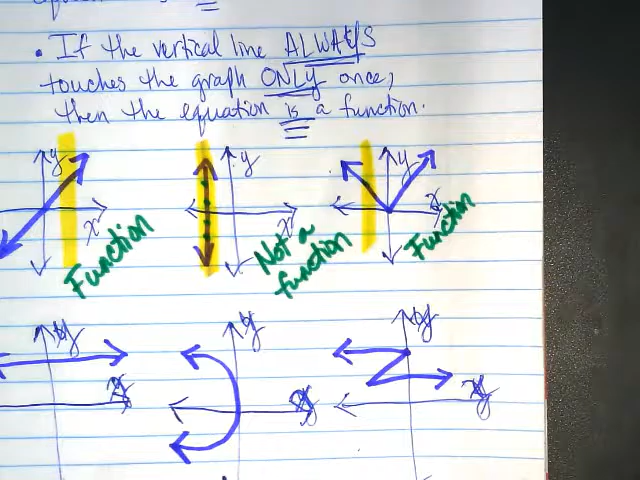 • If the vertical line ALWAYS
touches the graph ONLY once,
then the equation is a function.
y y y
x x x
Function Not a Function
function
y y y